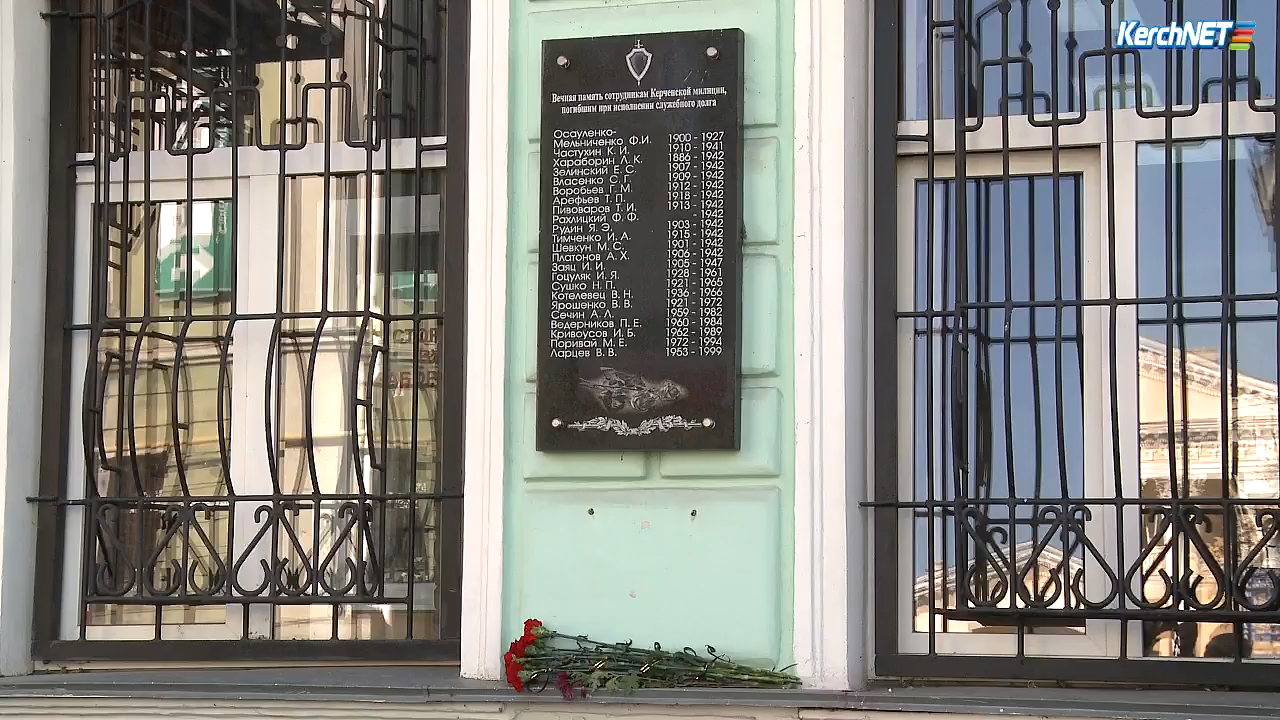 KerchNET
Вечная память сотрудникам Керченской милиции,
погибшим при исполнении служебного долга
Осауленко-
Мельниченко Ф.И. 1900 - 1927
Частухин К. И. 1910 - 1941
Хараборин Л. К. 1886 - 1942
Зелинский Е. С. 1907 - 1942
Власенко С. Г. 1909 - 1942
Воробьев Г. М. 1912 - 1942
Арефьев Т. П. 1918 - 1942
Пивоваров Т. И. 1913 - 1942
Рахлицкий Ф. Ф. - 1942
Рудин Я. Э. 1903 - 1942
Тимченко И. А. 1915 - 1942
Шевкун М. С. 1901 - 1942
Платонов А. Х. 1906 - 1942
Заяц И. И. 1905 - 1947
Гоцуляк И. Я. 1928 - 1961
Сушко Н. П. 1921 - 1965
Котелевец В. Н. 1936 - 1966
Ярошенко В. В. 1921 - 1972
Сечин А. Л. 1959 - 1982
Ведерников П. Е. 1960 - 1984
Кривоусов И. Б. 1962 - 1989
Поривай М. Е. 1972 - 1994
Ларцев В. В. 1953 - 1999